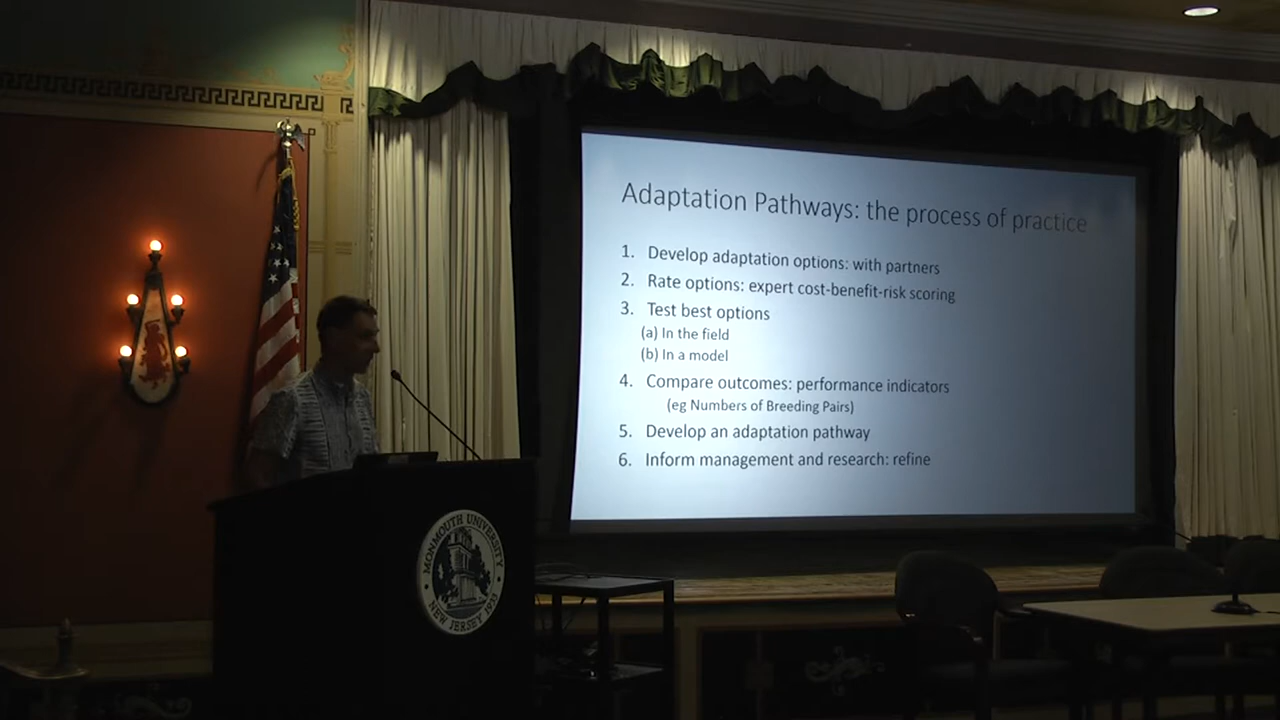 Adaptation Pathways: the process of practice
1. Develop adaptation options: with partners
2. Rate options: expert cost-benefit-risk scoring
3. Test best options
(a) In the field
(b) In a model
4. Compare outcomes: performance indicators
(eg Numbers of Breeding Pairs)
5. Develop an adaptation pathway
6. Inform management and research: refine
MONMOUTH UNIVERSITY
NEW JERSEY 1933